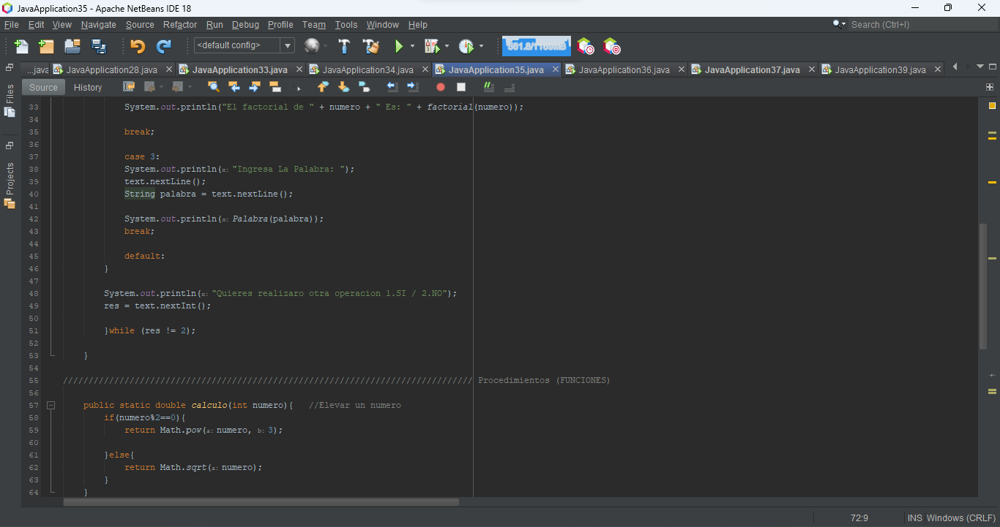 JavaApplication35 - Apache NetBeans IDE 18
File Edit View Navigate Source Refactor Run Debug Profile Team Tools Window Help
Search (Ctrl+I)
<default config>
...java JavaApplication28.java JavaApplication33.java JavaApplication34.java JavaApplication35.java JavaApplication36.java JavaApplication37.java JavaApplication39.java
Files
Projects
Source History
33 System.out.println("El factorial de " + numero + " Es: " + factorial(numero));
34
35 break;
36
37 case 3:
38 System.out.println(x: "Ingresa La Palabra: ");
39 text.nextLine();
40 String palabra = text.nextLine();
41
42 System.out.println(x: Palabra(palabra));
43 break;
44
45 default:
46 }
47
48 System.out.println(x: "Quieres realizaro otra operacion 1.SI / 2.NO");
49 res = text.nextInt();
50
51 }while (res != 2);
52
53 }
54
55 //////////////////////////////////////////////////////////////////////////////// Procedimientos (FUNCIONES)
56
57 public static double calculo(int numero){ //Elevar un numero
58 if(numero%2==0){
59 return Math.pow(a: numero, b: 3);
60
61 }else{
62 return Math.sqrt(a: numero);
63 }
64 }
72:9 INS Windows (CRLF)